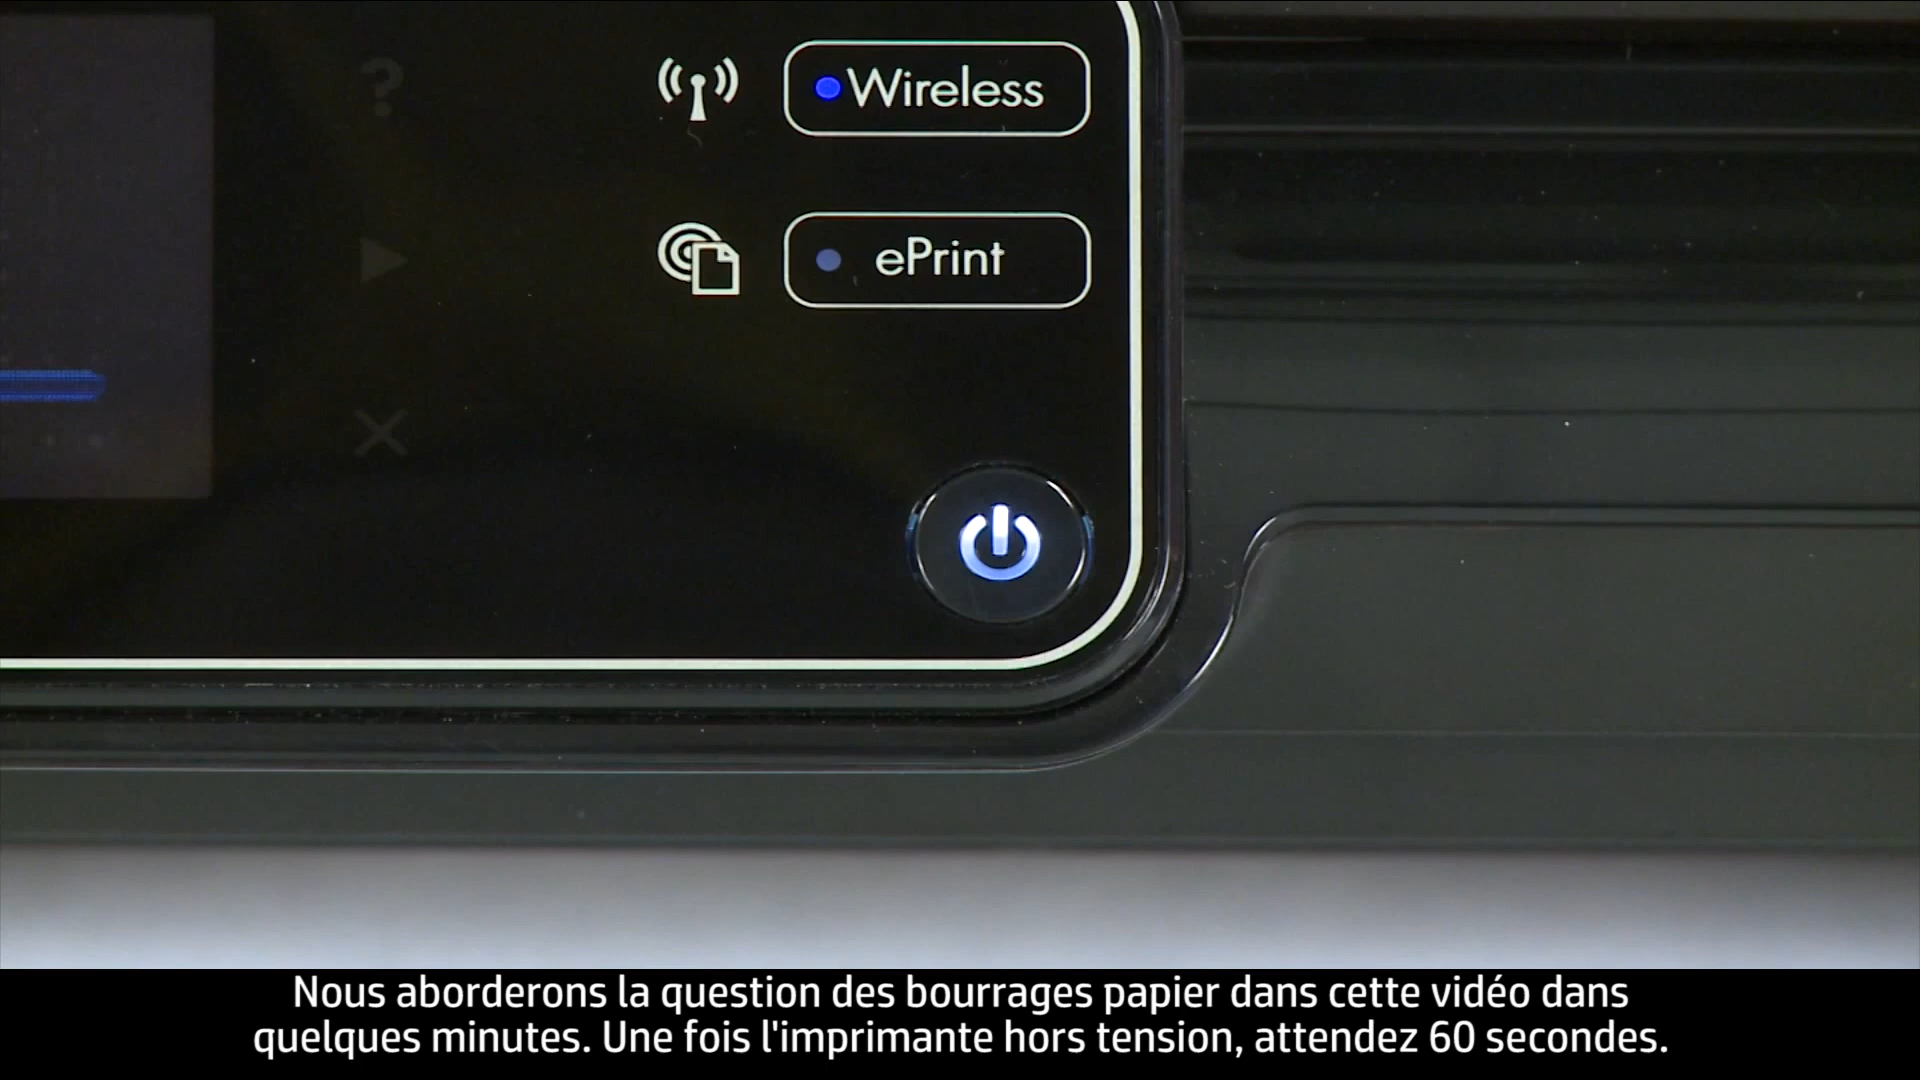 Wireless
ePrint
Nous aborderons la question des bourrages papier dans cette vidéo dans
quelques minutes. Une fois l'imprimante hors tension, attendez 60 secondes.